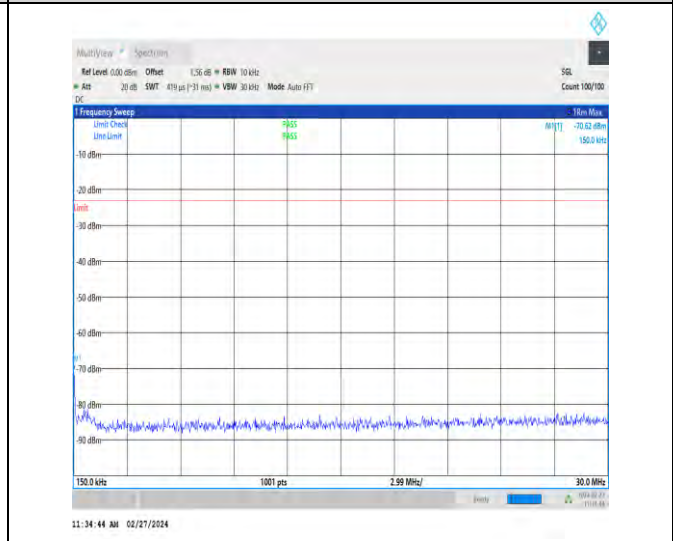 MultiView Spectrum
Ref Level 0.00 dBm Offset 1.56 dB RBW 10 kHz SGL
Att 20 dB SWT 419 µs (~31 ms) VBW 30 kHz Mode Auto FFT Count 100/100
DC
1 Frequency Sweep 1Rm Max
Limit Check PASS M1[1] -70.62 dBm
Line Limit PASS 150.0 kHz
-10 dBm
-20 dBm
Limit
-30 dBm
-40 dBm
-50 dBm
-60 dBm
-70 dBm
-80 dBm
-90 dBm
150.0 kHz 1001 pts 2.99 MHz/ 30.0 MHz
Ready
11:34:44 AM 02/27/2024